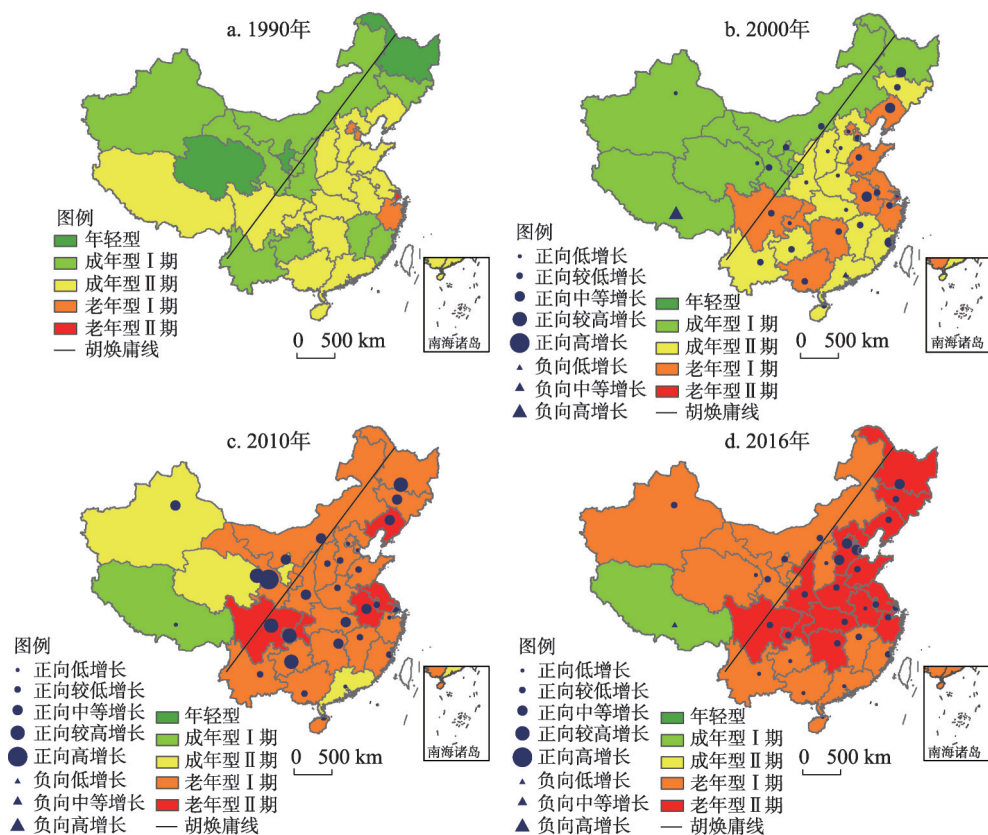 a. 1990年
图例
年轻型
成年型Ⅰ期
成年型Ⅱ期
老年型Ⅰ期
老年型Ⅱ期
胡焕庸线
0 500 km
南海诸岛
b. 2000年
图例
正向低增长
正向较低增长
正向中等增长
正向较高增长
正向高增长
负向低增长
负向中等增长
负向高增长
年轻型
成年型Ⅰ期
成年型Ⅱ期
老年型Ⅰ期
老年型Ⅱ期
胡焕庸线
0 500 km
南海诸岛
c. 2010年
图例
正向低增长
正向较低增长
正向中等增长
正向较高增长
正向高增长
负向低增长
负向中等增长
负向高增长
年轻型
成年型Ⅰ期
成年型Ⅱ期
老年型Ⅰ期
老年型Ⅱ期
胡焕庸线
0 500 km
南海诸岛
d. 2016年
图例
正向低增长
正向较低增长
正向中等增长
正向较高增长
正向高增长
负向低增长
负向中等增长
负向高增长
年轻型
成年型Ⅰ期
成年型Ⅱ期
老年型Ⅰ期
老年型Ⅱ期
胡焕庸线
0 500 km
南海诸岛